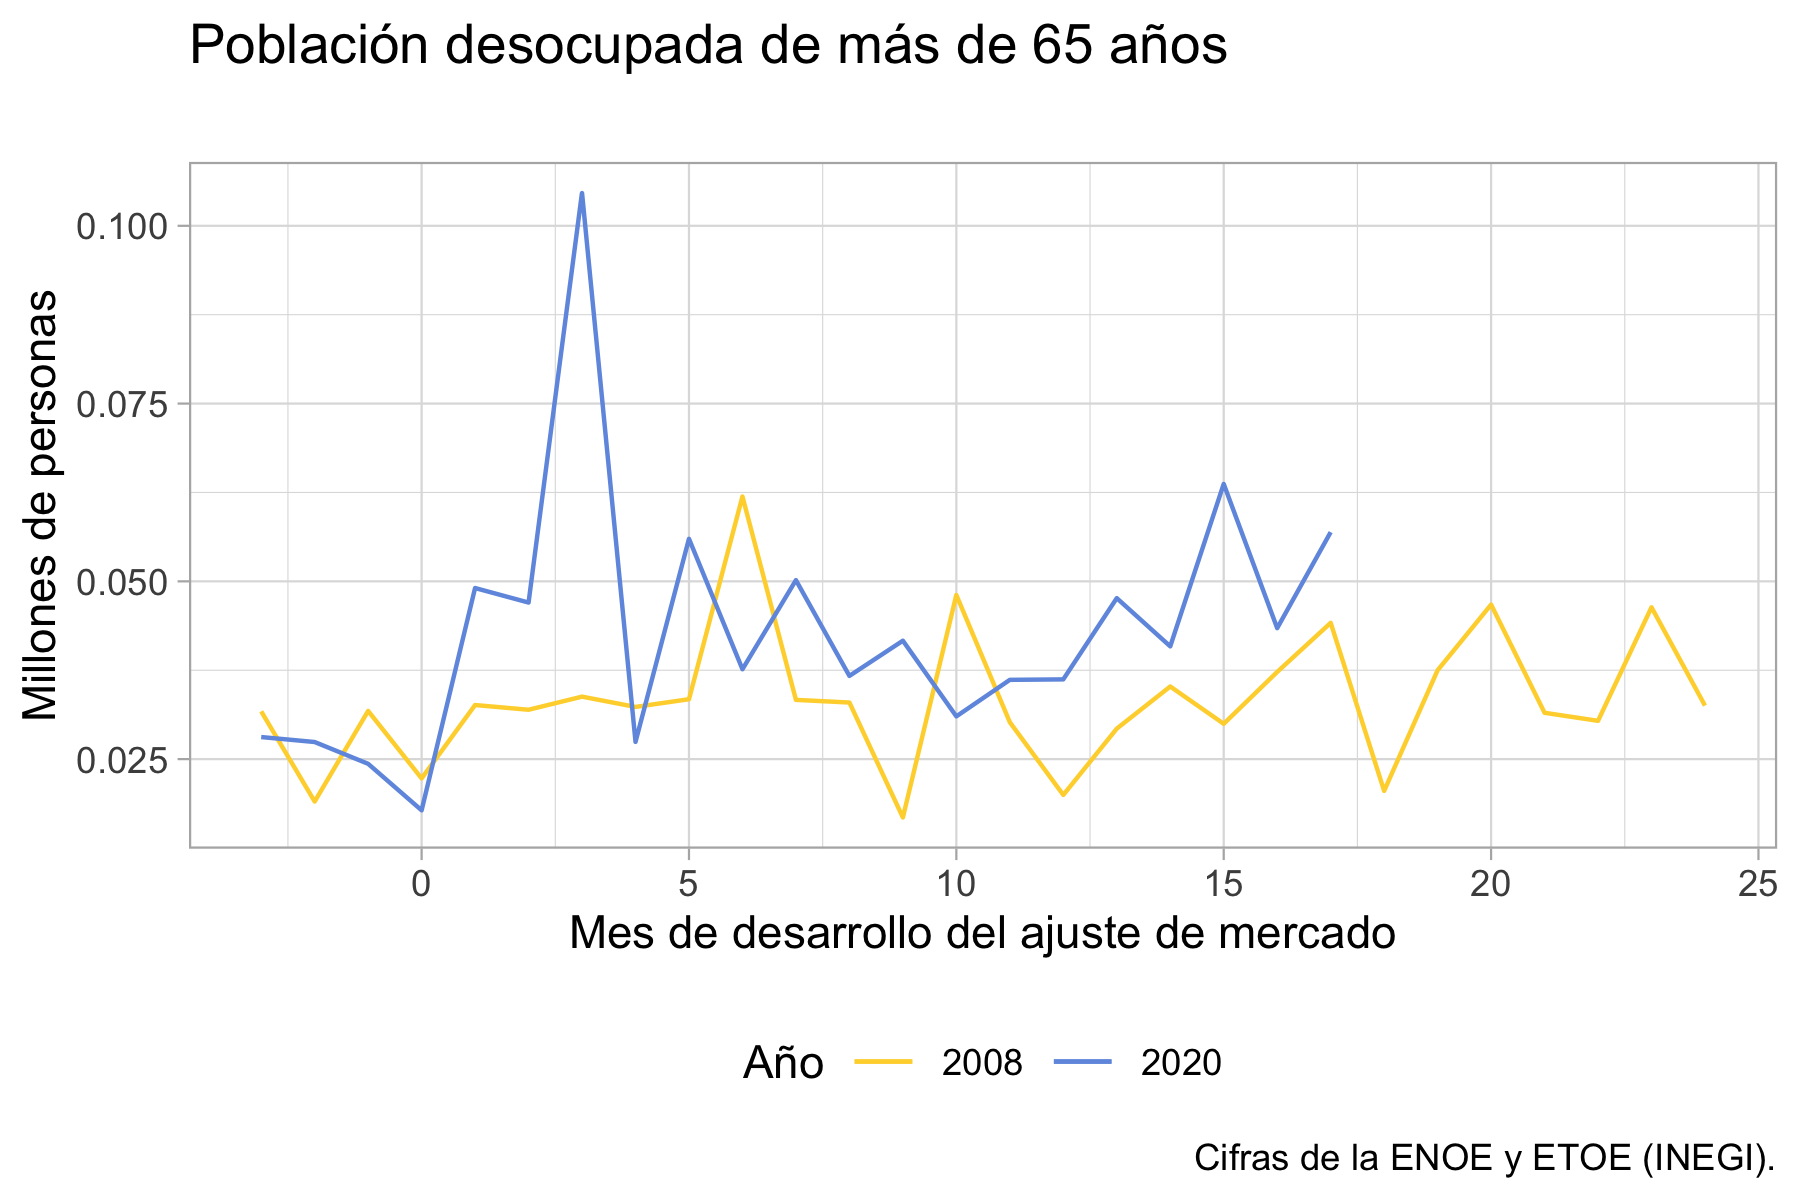 Población desocupada de más de 65 años
Millones de personas
0.100
0.075
0.050
0.025
0 5 10 15 20 25
Mes de desarrollo del ajuste de mercado
Año 2008 2020
Cifras de la ENOE y ETOE (INEGI).